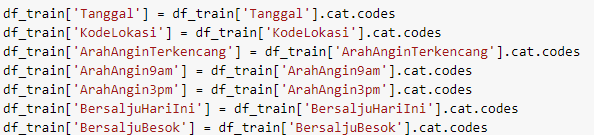 df_train['Tanggal'] = df_train['Tanggal'].cat.codes
df_train['KodeLokasi'] = df_train['KodeLokasi'].cat.codes
df_train['ArahAnginTerkencang'] = df_train['ArahAnginTerkencang'].cat.codes
df_train['ArahAngin9am'] = df_train['ArahAngin9am'].cat.codes
df_train['ArahAngin3pm'] = df_train['ArahAngin3pm'].cat.codes
df_train['BersaljuHariIni'] = df_train['BersaljuHariIni'].cat.codes
df_train['BersaljuBesok'] = df_train['BersaljuBesok'].cat.codes